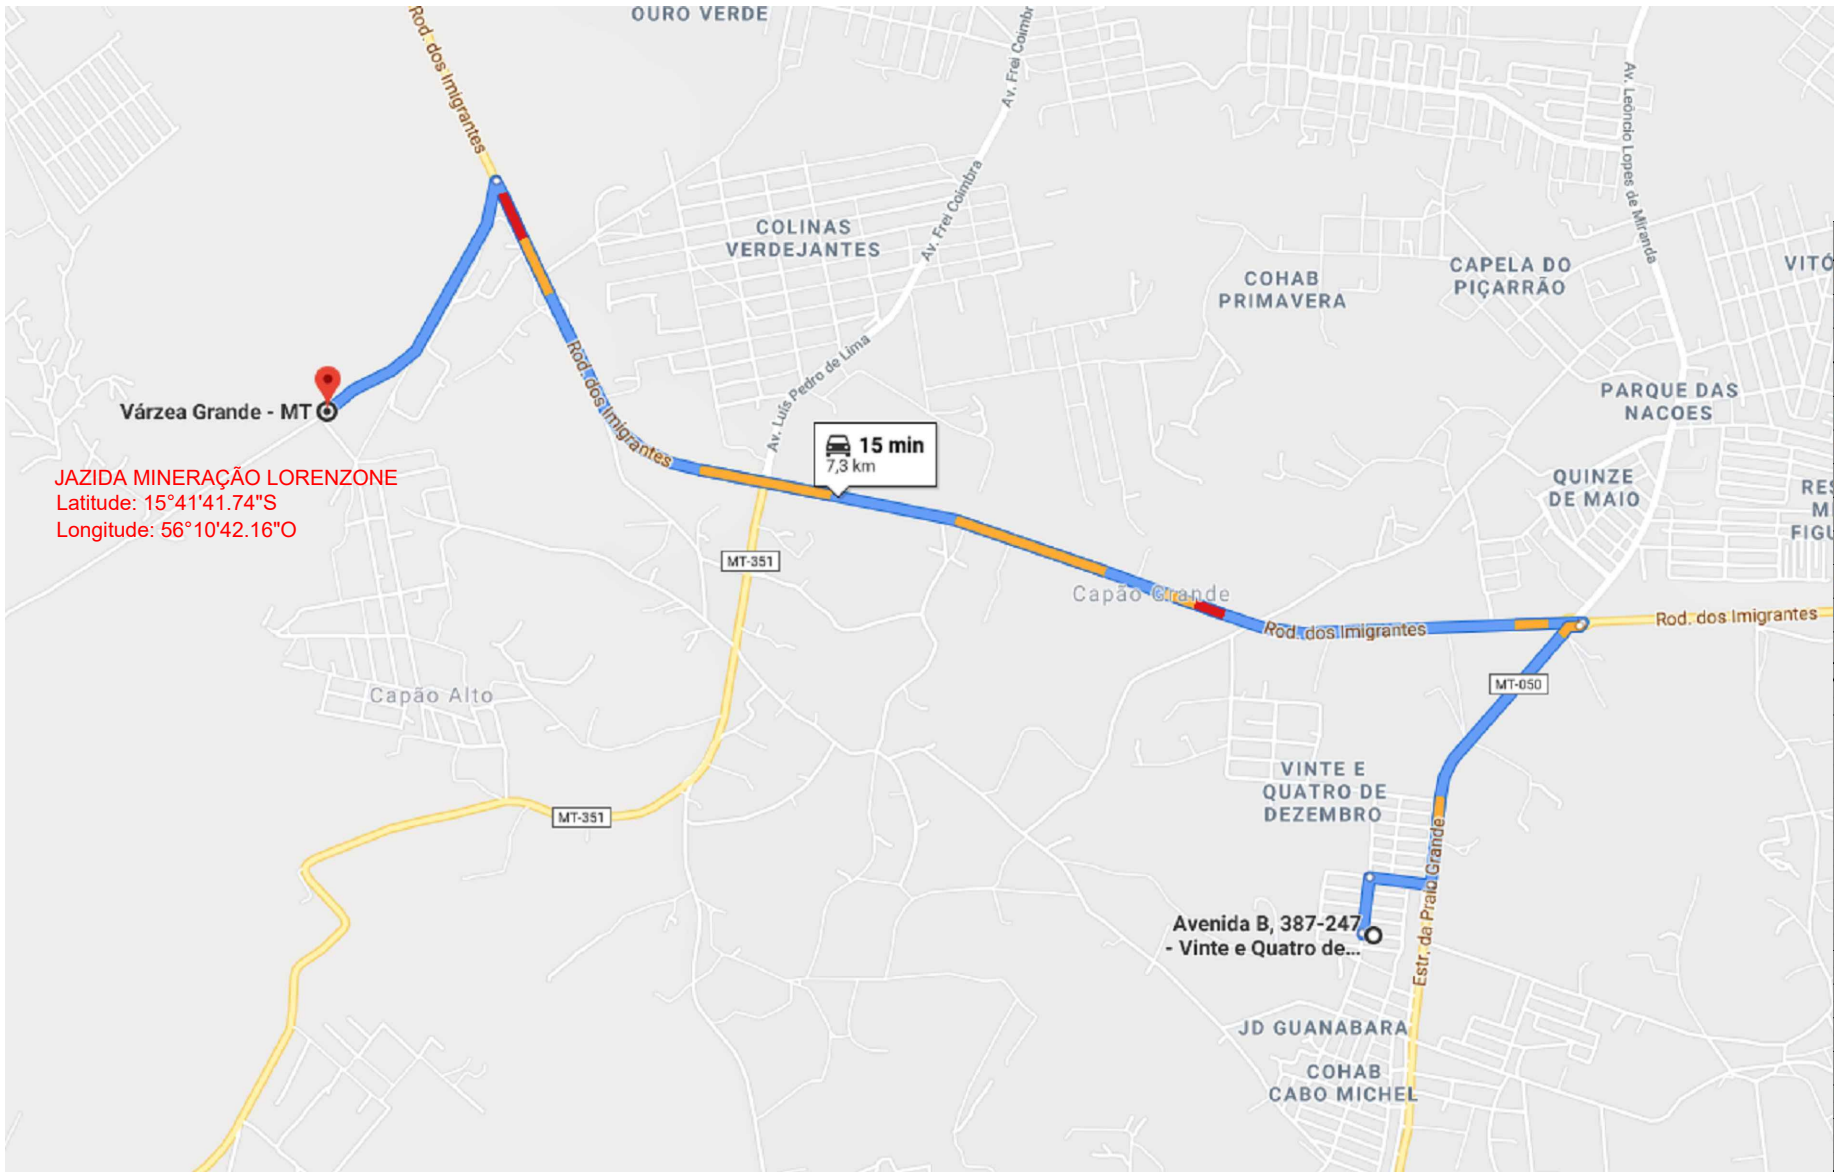 OURO VERDE
Rod. dos Imigrantes
Av. Frei Coimbr
Av. Leôncio Lopes de Miranda
Av. Frei Coimbra
COLINAS
VERDEJANTES
COHAB
PRIMAVERA
CAPELA DO
PIÇARRÃO
VITÓ
Rod. dos Imigrantes
Av. Luís Pedro de Lima
PARQUE DAS
NACOES
Várzea Grande - MT
15 min
7,3 km
JAZIDA MINERAÇÃO LORENZONE
Latitude: 15°41'41.74"S
Longitude: 56°10'42.16"O
QUINZE
DE MAIO
RES
MI
FIGU
MT-351
Capão Grande
Rod. dos Imigrantes
Rod. dos Imigrantes
Capão Alto
MT-050
VINTE E
QUATRO DE
DEZEMBRO
MT-351
Estr. da Praia Grande
Avenida B, 387-247
- Vinte e Quatro de...
JD GUANABARA
COHAB
CABO MICHEL